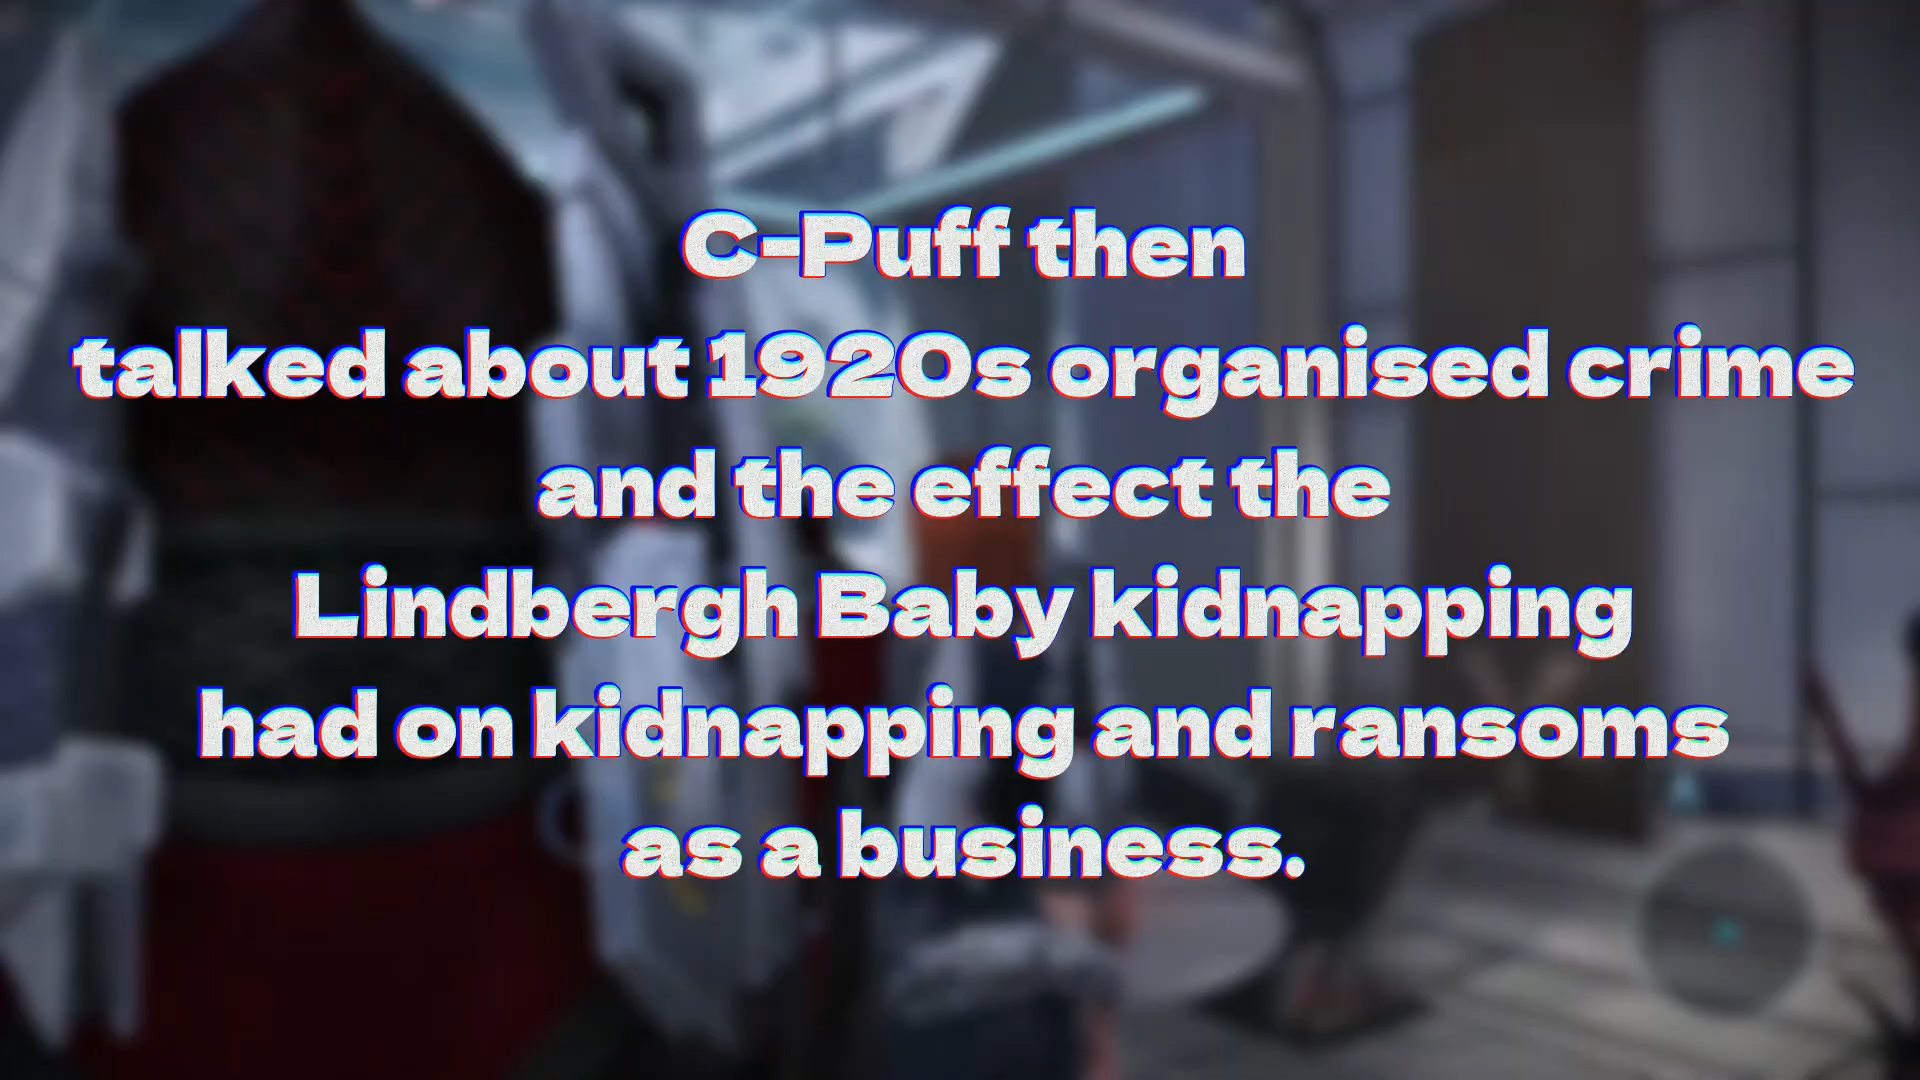 C-Puff then
talked about 1920s organised crime
and the effect the
Lindbergh Baby kidnapping
had on kidnapping and ransoms
as a business.